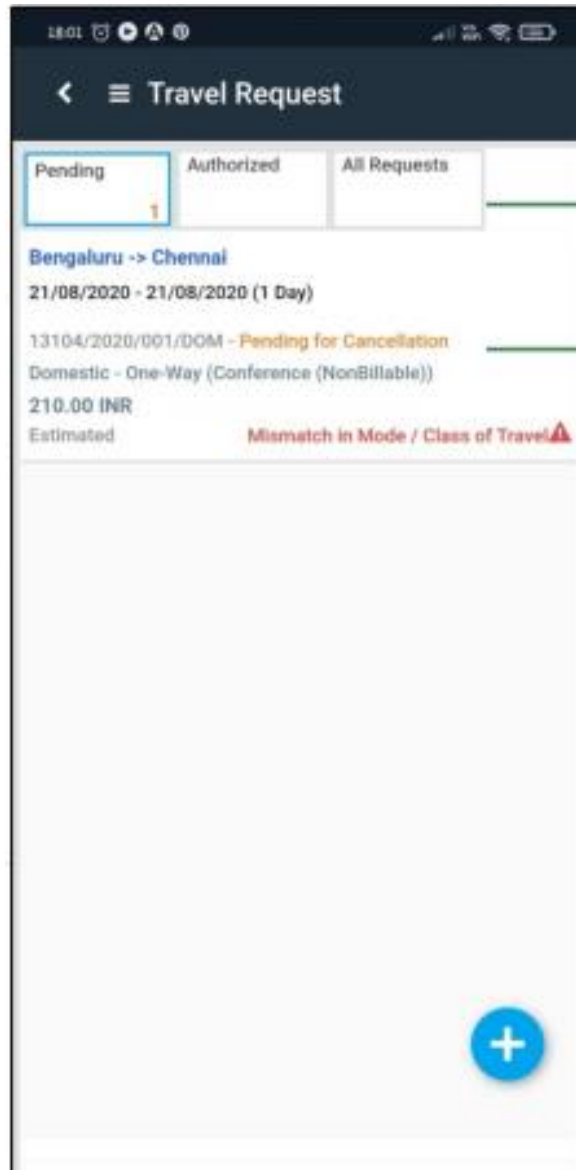 18:01
Travel Request
Pending Authorized All Requests
1
Bengaluru -> Chennai
21/08/2020 - 21/08/2020 (1 Day)
13104/2020/001/DOM - Pending for Cancellation
Domestic - One-Way (Conference (NonBillable))
210.00 INR
Estimated Mismatch in Mode / Class of Travel